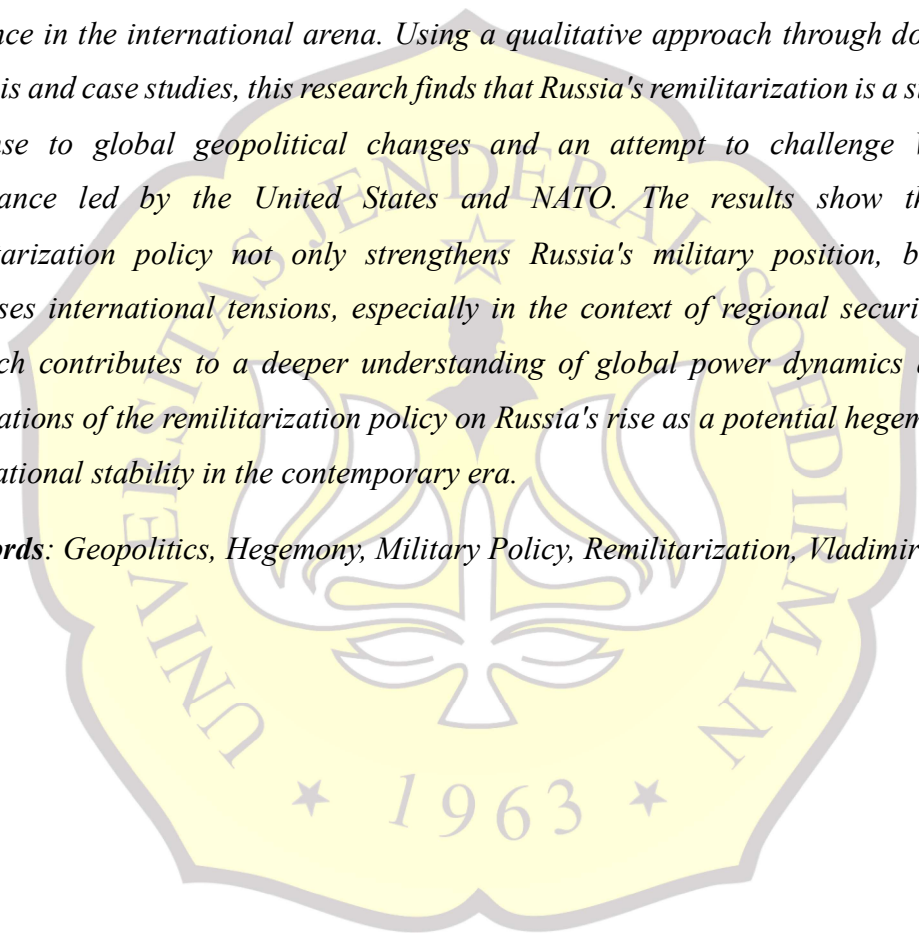 nce in the international arena. Using a qualitative approach through do
is and case studies, this research finds that Russia's remilitarization is a s
se to global geopolitical changes and an attempt to challenge
ance led by the United States and NATO. The results show th
tarization policy not only strengthens Russia's military position, b
ses international tensions, especially in the context of regional securi
ch contributes to a deeper understanding of global power dynamics
ations of the remilitarization policy on Russia's rise as a potential hegem
ational stability in the contemporary era.
ords: Geopolitics, Hegemony, Military Policy, Remilitarization, Vladimir
UNIVERSITAS JENDERAL SOEDIRMAN
1963